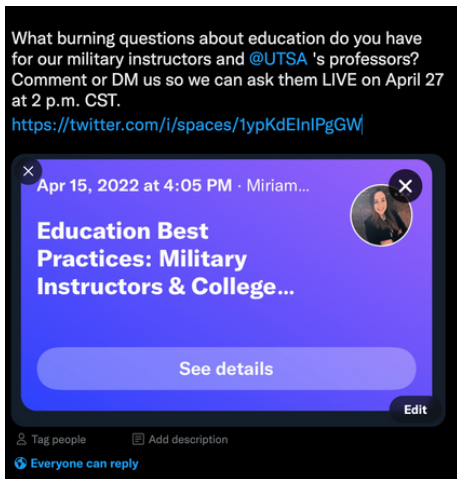 What burning questions about education do you have
for our military instructors and @UTSA 's professors?
Comment or DM us so we can ask them LIVE on April 27
at 2 p.m. CST.
https://twitter.com/i/spaces/1ypKdEInlPgGW
Apr 15, 2022 at 4:05 PM · Miriam...
Education Best
Practices: Military
Instructors & College...
See details
Edit
Tag people
Add description
Everyone can reply